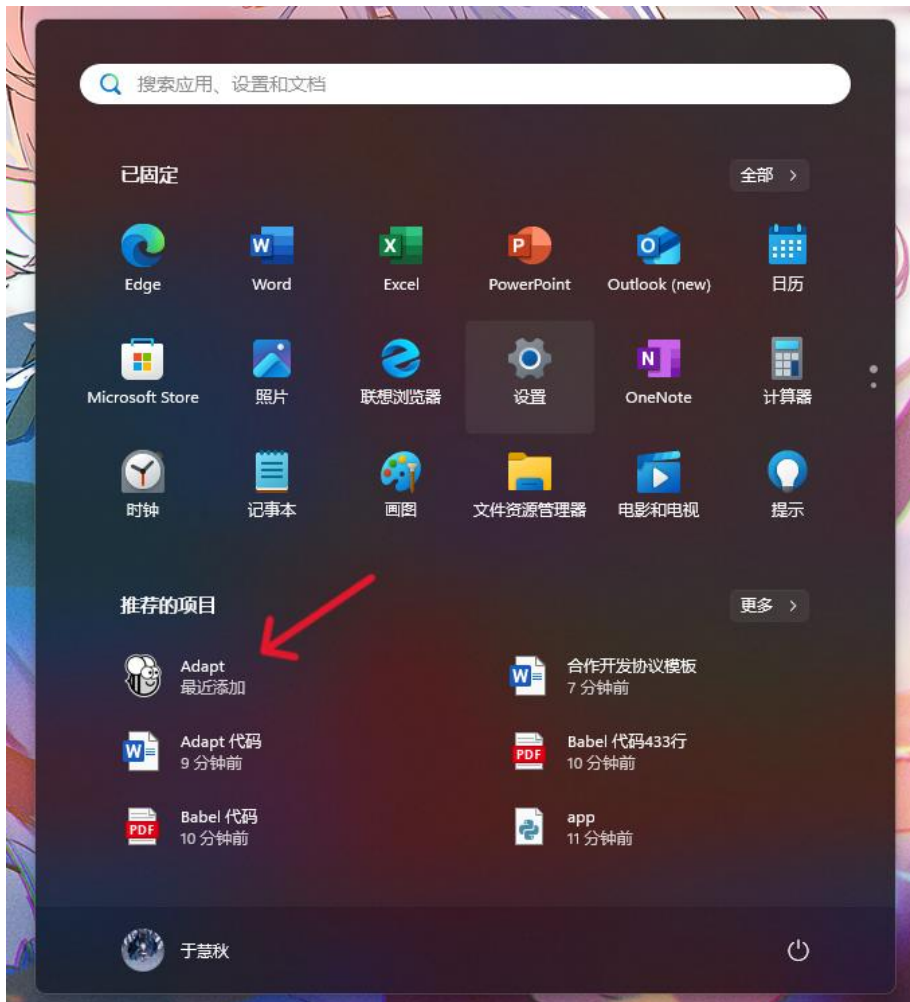 搜索应用、设置和文档
已固定
全部
Edge
Word
Excel
PowerPoint
Outlook (new)
日历
Microsoft Store
照片
联想浏览器
设置
OneNote
计算器
时钟
记事本
画图
文件资源管理器
电影和电视
提示
推荐的项目
更多
Adapt
最近添加
合作开发协议模板
7 分钟前
Adapt 代码
9 分钟前
Babel 代码433行
10 分钟前
Babel 代码
10 分钟前
app
11 分钟前
于慧秋